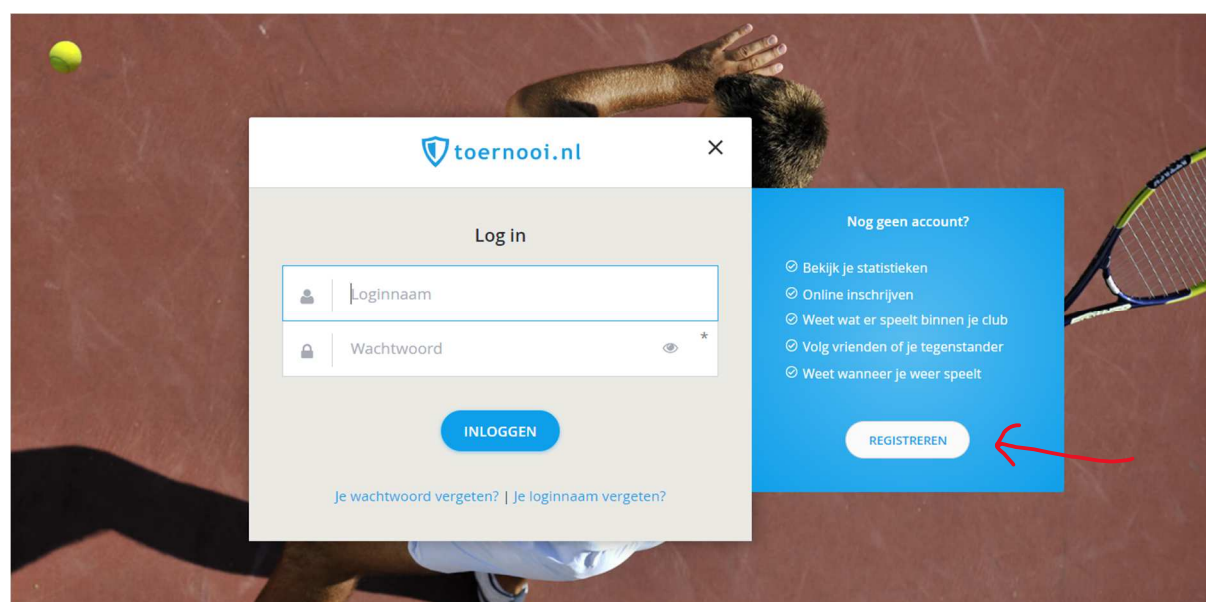 toernooi.nl
Log in
Loginnaam
Wachtwoord
*
INLOGGEN
Je wachtwoord vergeten? | Je loginnaam vergeten?
Nog geen account?
Bekijk je statistieken
Online inschrijven
Weet wat er speelt binnen je club
Volg vrienden of je tegenstander
Weet wanneer je weer speelt
REGISTREREN